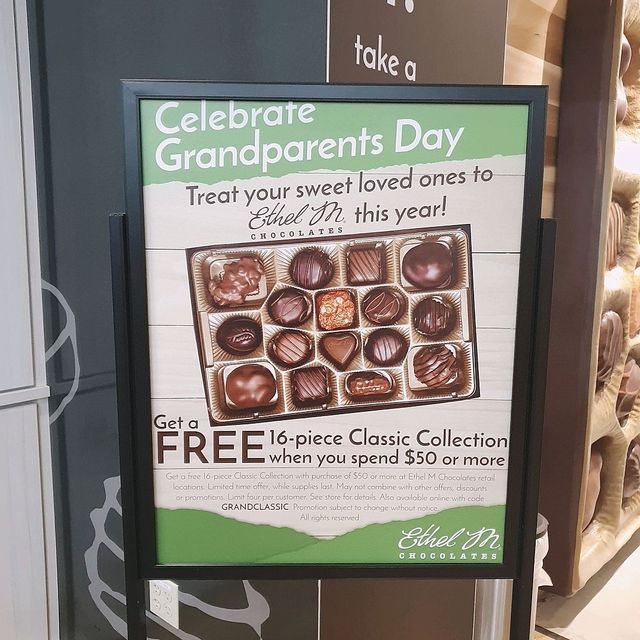 take a
Celebrate
Grandparents Day
Treat your sweet loved ones to
Ethel M. this year!
CHOCOLATES
Get a
FREE 16-piece Classic Collection
when you spend $50 or more
Get a free 16-piece Classic Collection with purchase of $50 or more at Ethel M Chocolates retail
locations. Limited time offer, while supplies last. May not combine with other offers, discounts
or promotions. Limit four per customer. See store for details. Also available online with code
GRANDCLASSIC. Promotion subject to change without notice.
All rights reserved
Ethel M.
CHOCOLATES